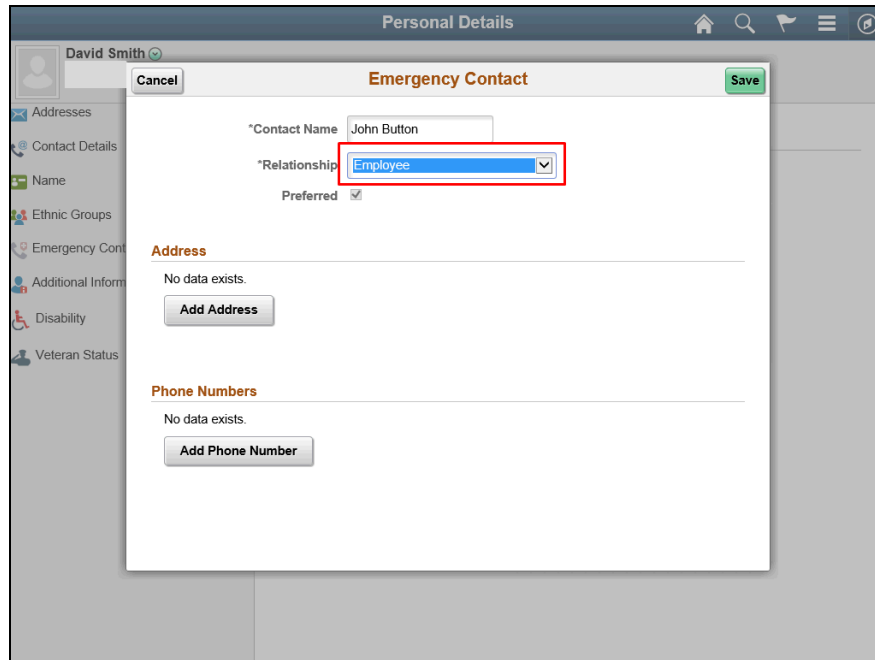 Personal Details
David Smith
Cancel
Emergency Contact
Save
Addresses
Contact Details
Name
Ethnic Groups
Emergency Cont
Additional Inform
Disability
Veteran Status
*Contact Name John Button
*Relationship Employee
Preferred
Address
No data exists.
Add Address
Phone Numbers
No data exists.
Add Phone Number